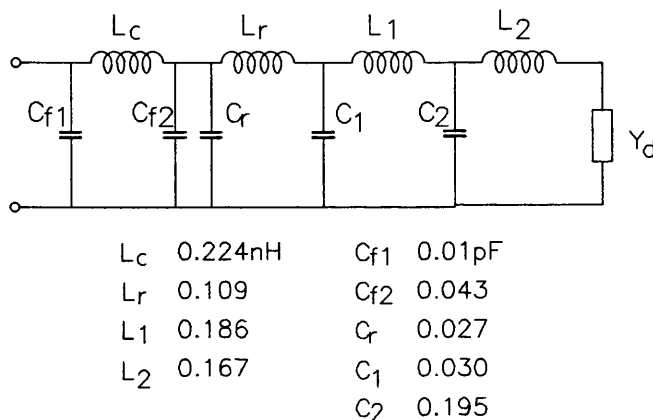 Lc Lr L1 L2
Cf1 Cf2 Cr C1 C2 Yd
Lc 0.224nH Cf1 0.01pF
Lr 0.109 Cf2 0.043
L1 0.186 Cr 0.027
L2 0.167 C1 0.030
C2 0.195